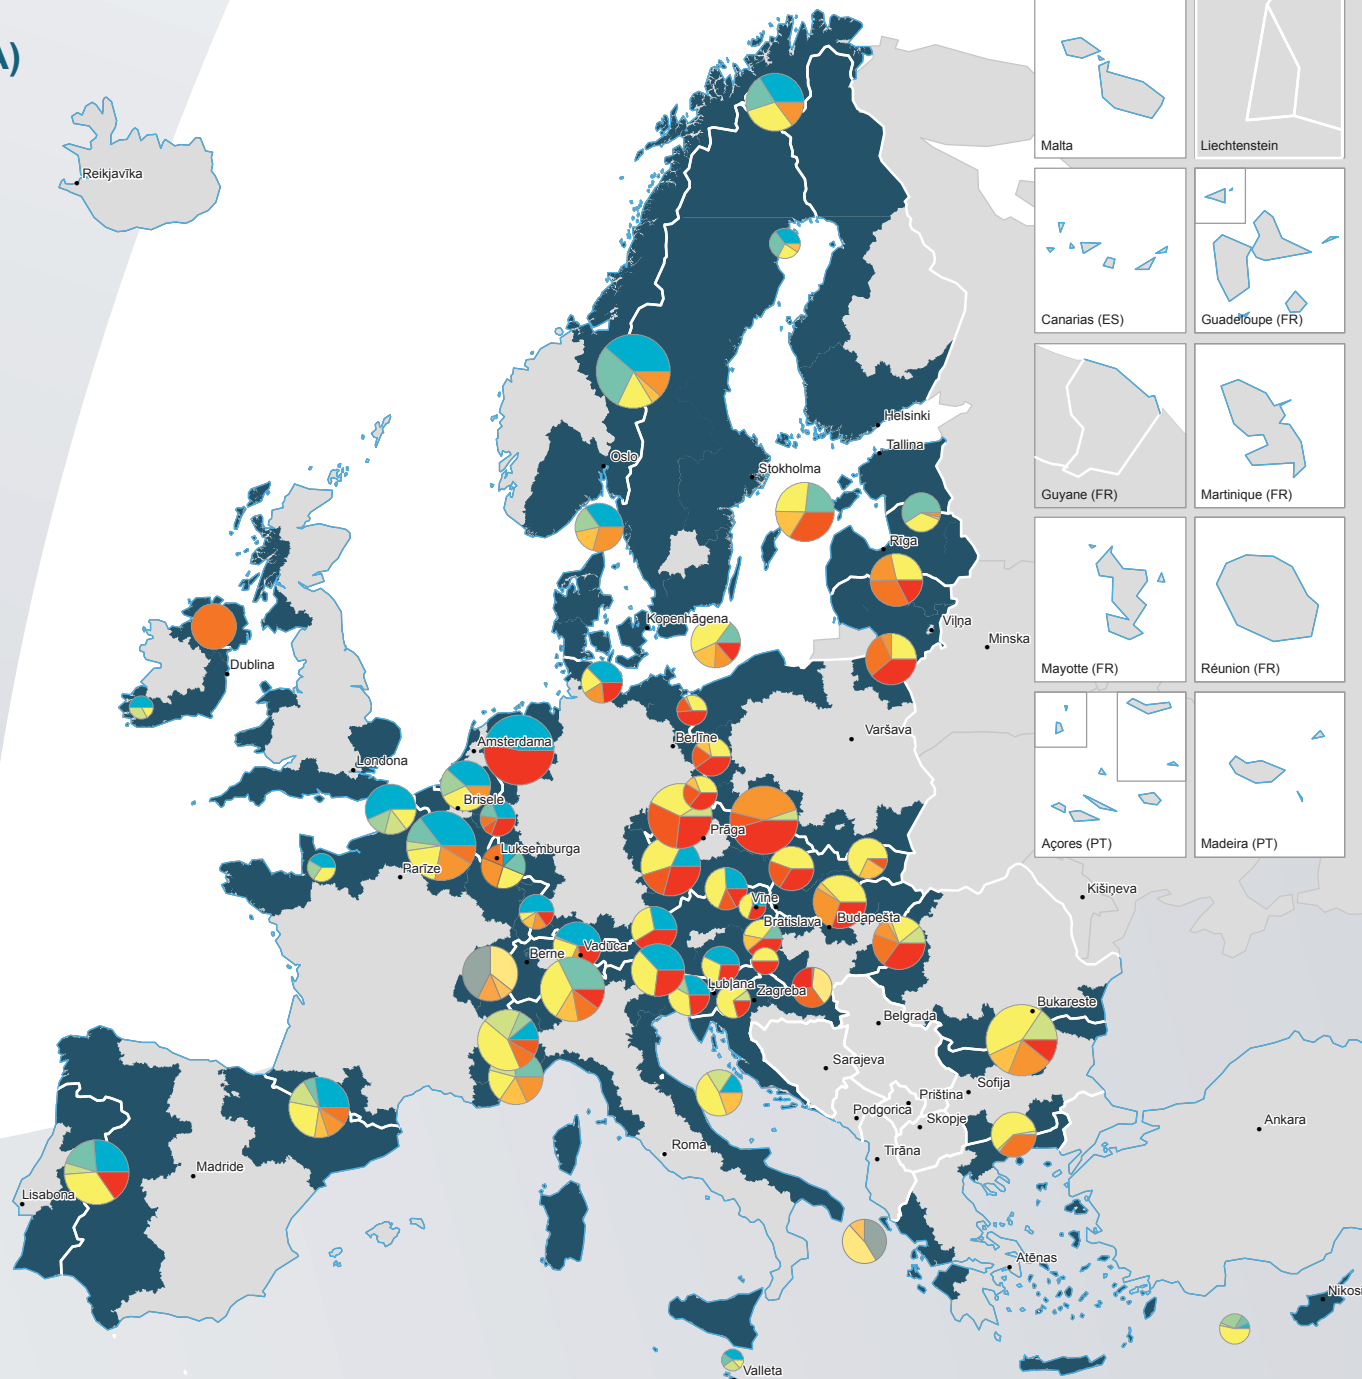 A)
Reikjavīka
Malta
Liechtenstein
Canarias (ES)
Guadeloupe (FR)
Guyane (FR)
Martinique (FR)
Mayotte (FR)
Réunion (FR)
Açores (PT)
Madeira (PT)
Helsinki
Tallina
Oslo
Stokholma
Rīga
Kopenhāgena
Viļņa
Minska
Dublina
Varšava
Amsterdama
Berlīne
Londona
Brisele
Prāga
Luksemburga
Parīze
Kišiņeva
Vīne
Bratislava
Budapešta
Berne
Vaduca
Ļubļana
Zagreba
Bukareste
Belgrada
Sarajeva
Sofija
Priština
Podgorica
Skopje
Ankara
Roma
Tirāna
Madride
Lisabona
Atēnas
Valleta